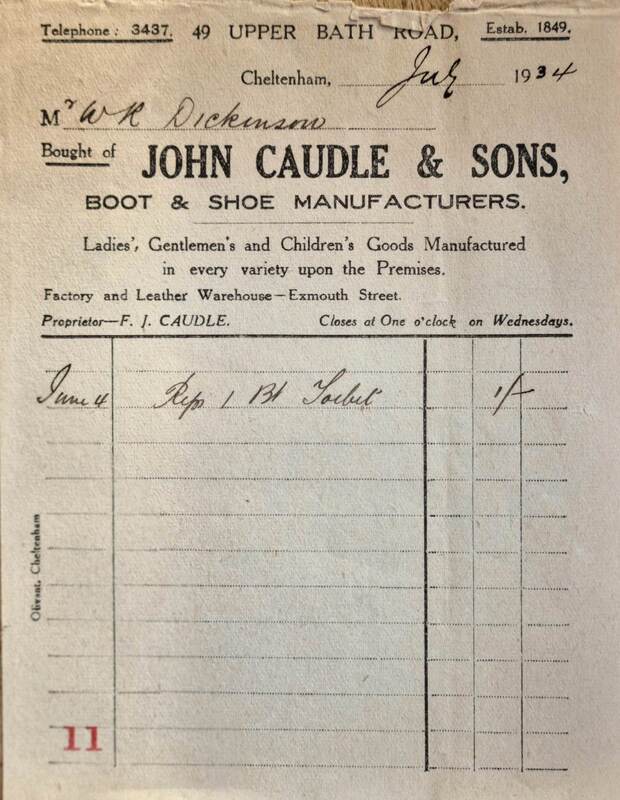 Telephone: 3437. 49 UPPER BATH ROAD, Estab. 1849.
Cheltenham, July 1934
Mr W R Dickinson
Bought of JOHN CAUDLE & SONS,
BOOT & SHOE MANUFACTURERS.
Ladies', Gentlemen's and Children's Goods Manufactured
in every variety upon the Premises.
Factory and Leather Warehouse—Exmouth Street.
Proprietor—F. J. CAUDLE. Closes at One o'clock on Wednesdays.
June 4 Rep 1 Bt 1/-
Olivant, Cheltenham
11